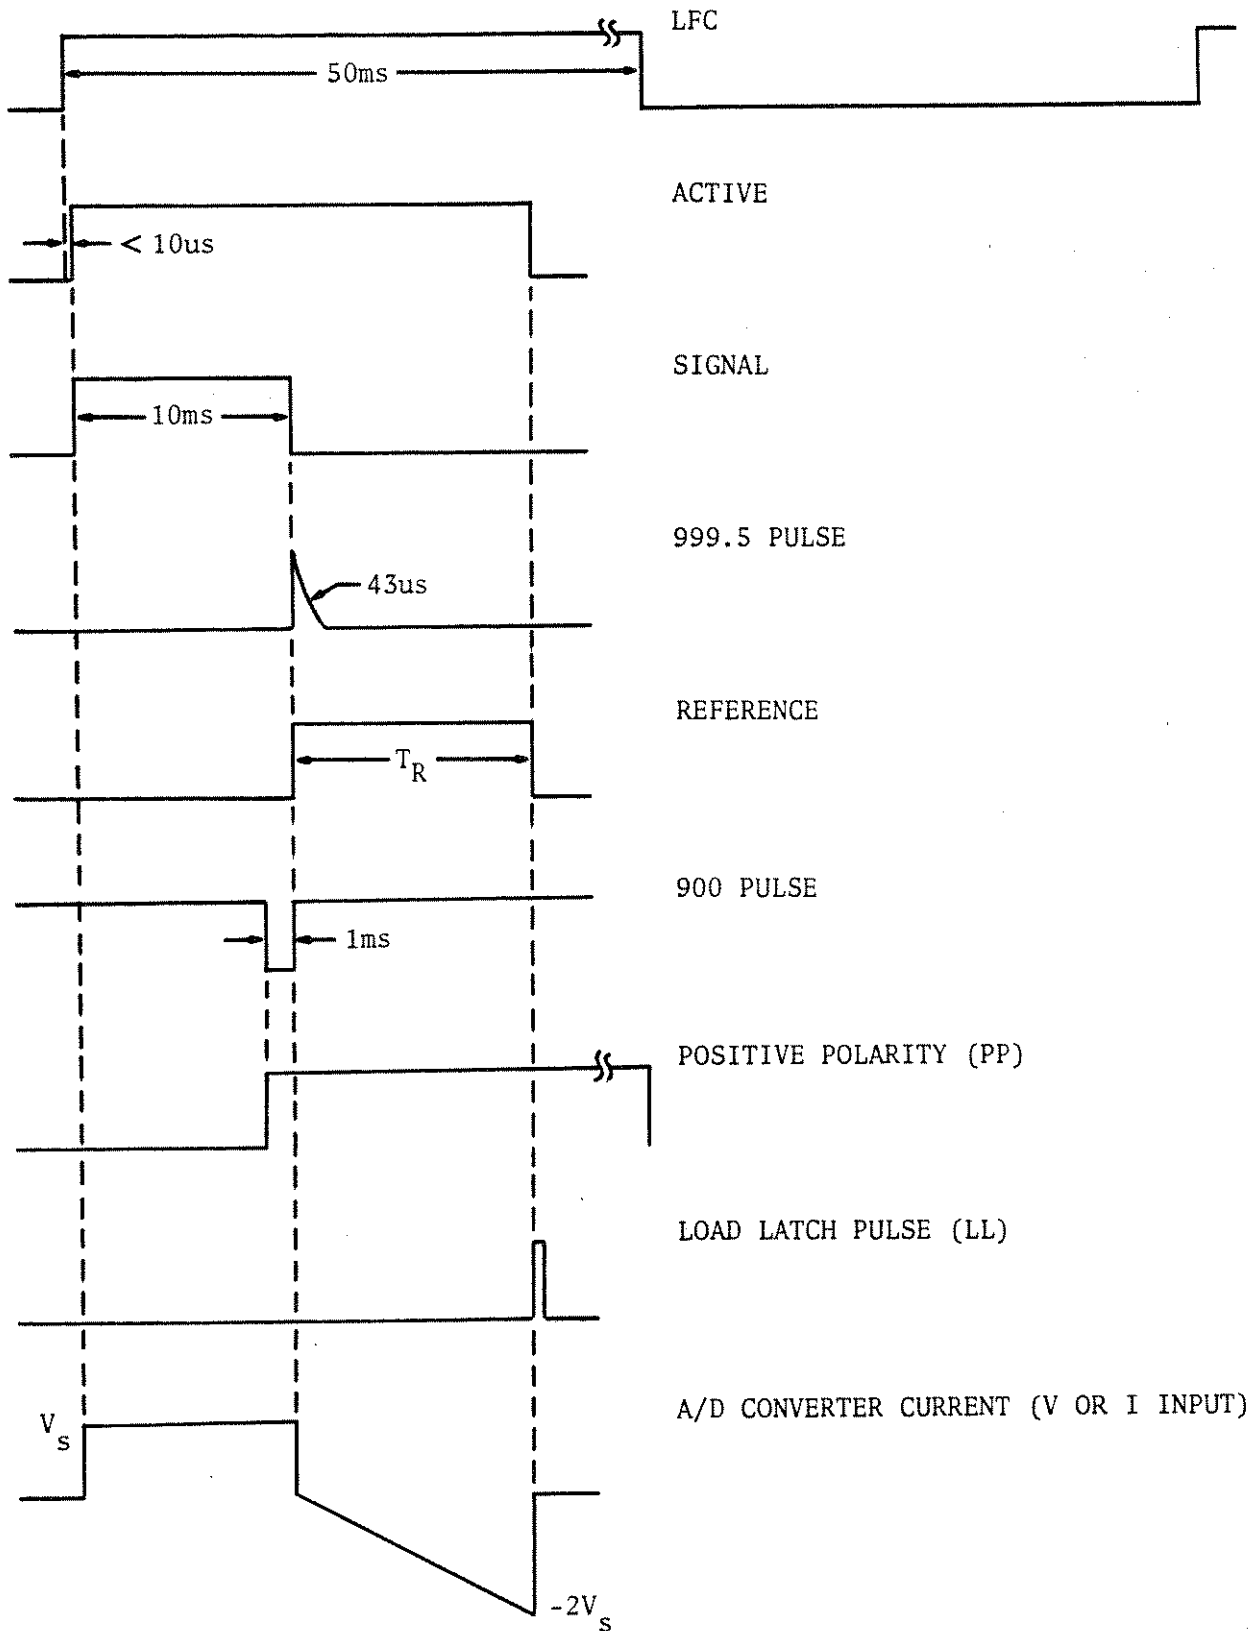 LFC
50ms
ACTIVE
< 10us
SIGNAL
10ms
999.5 PULSE
43us
REFERENCE
T_R
900 PULSE
1ms
POSITIVE POLARITY (PP)
LOAD LATCH PULSE (LL)
A/D CONVERTER CURRENT (V OR I INPUT)
V_s
-2V_s